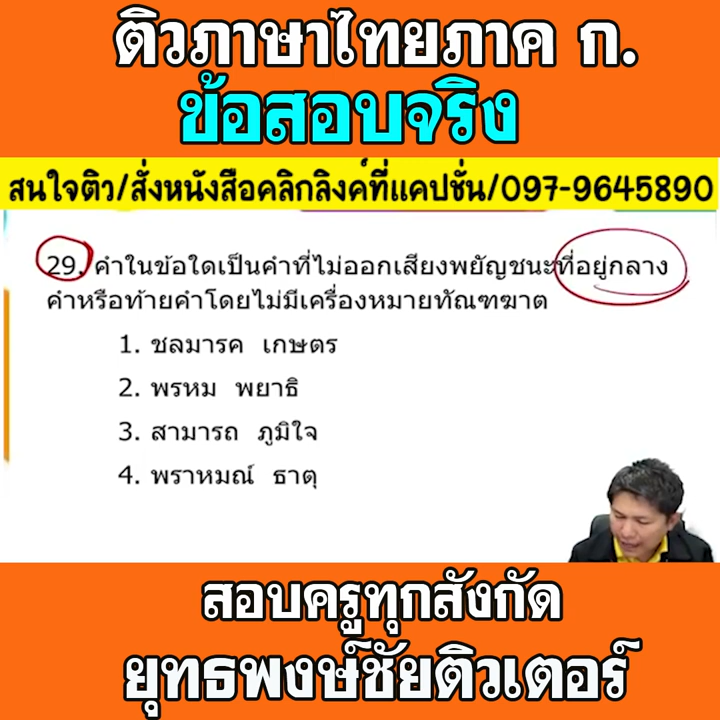 ติวภาษาไทยภาค ก.
ข้อสอบจริง
สนใจติว/สั่งหนังสือคลิกลิงค์ที่แคปชั่น/097-9645890
29. คำในข้อใดเป็นคำที่ไม่ออกเสียงพยัญชนะที่อยู่กลาง
คำหรือท้ายคำโดยไม่มีเครื่องหมายทัณฑฆาต
1. ชลมารค เกษตร
2. พรหม พยาธิ
3. สามารถ ภูมิใจ
4. พราหมณ์ ธาตุ
สอบครูทุกสังกัด
ยุทธพงษ์ชัยติวเตอร์